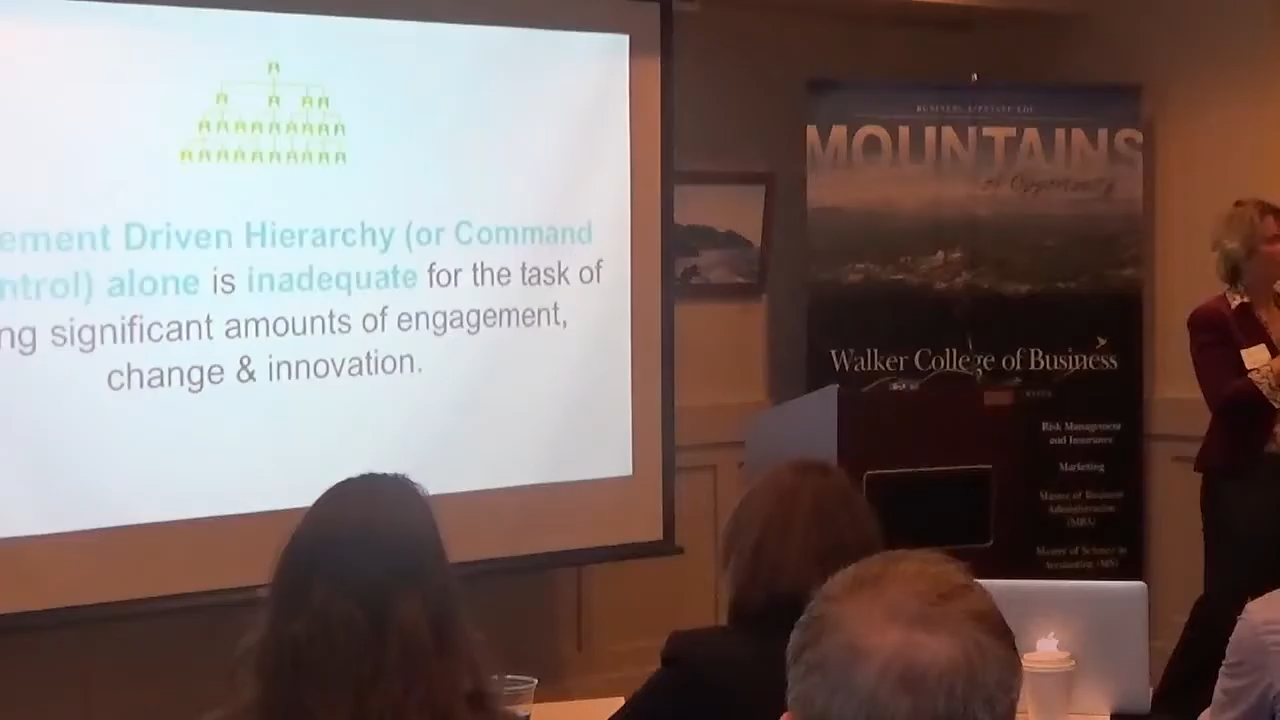 ement Driven Hierarchy (or Command
ntrol) alone is inadequate for the task of
ng significant amounts of engagement,
change & innovation.
MOUNTAINS
of Opportunity
Walker College of Business
Risk Management
and Insurance
Marketing
Master of Business
Administration
(MBA)
Master of Science in
Accounting (MS)